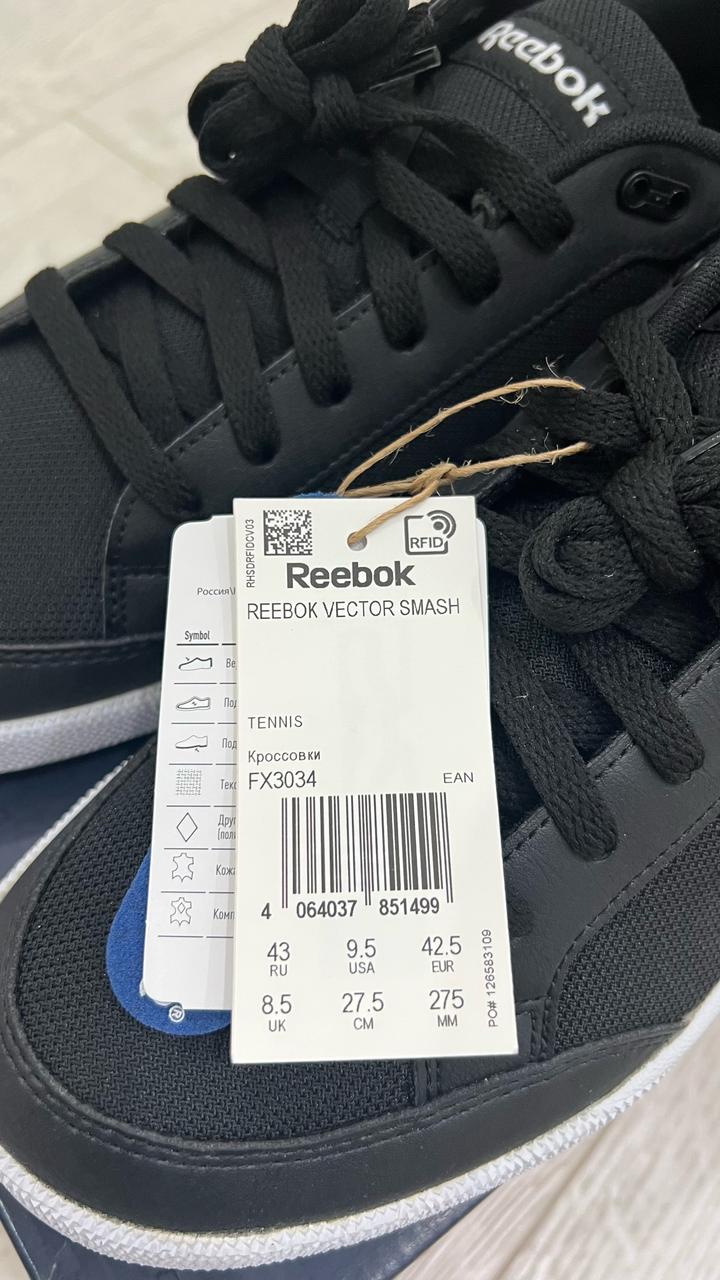 Reebok
RHSDRFIDCV03
RFID
Reebok
REEBOK VECTOR SMASH
TENNIS
Кроссовки
FX3034
EAN
4 064037 851499
43 9.5 42.5
RU USA EUR
8.5 27.5 275
UK CM MM
PO# 126583109
Symbol